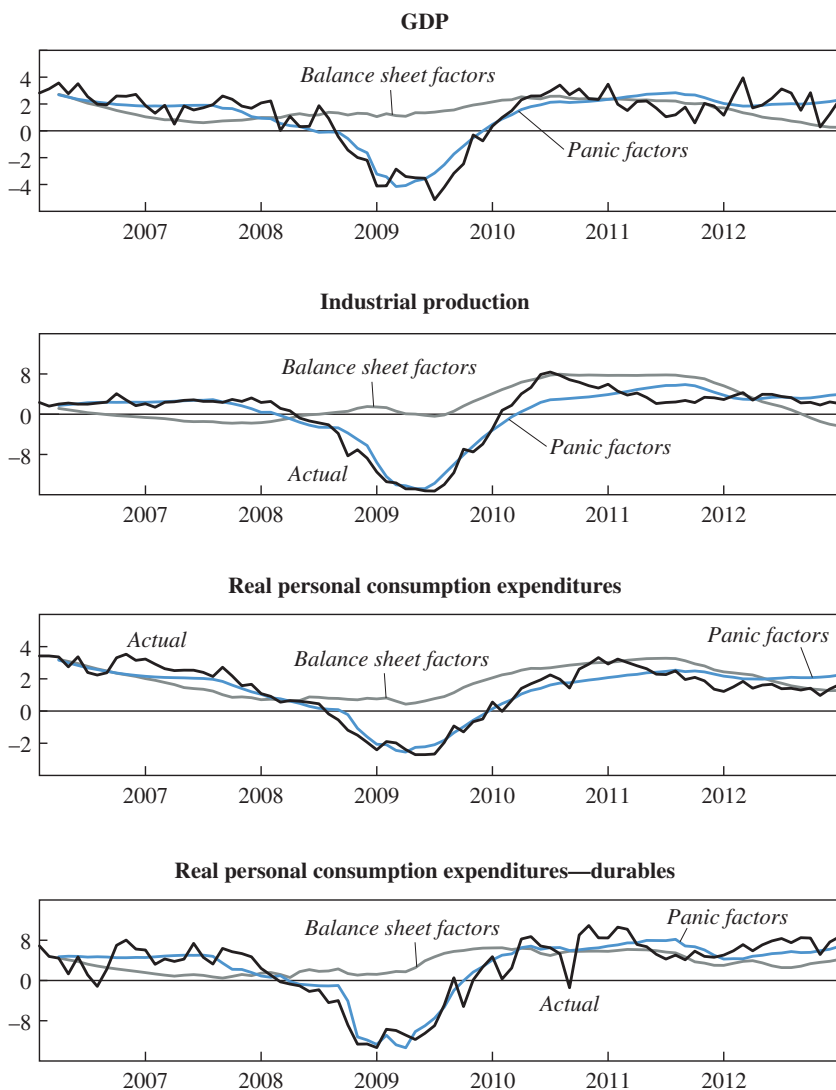 GDP
4
Balance sheet factors
2
0
Panic factors
−2
−4
2007 2008 2009 2010 2011 2012
Industrial production
8
Balance sheet factors
0
Panic factors
−8
Actual
2007 2008 2009 2010 2011 2012
Real personal consumption expenditures
4
Actual
Panic factors
Balance sheet factors
2
0
−2
2007 2008 2009 2010 2011 2012
Real personal consumption expenditures—durables
Panic factors
Balance sheet factors
8
0
Actual
−8
2007 2008 2009 2010 2011 2012